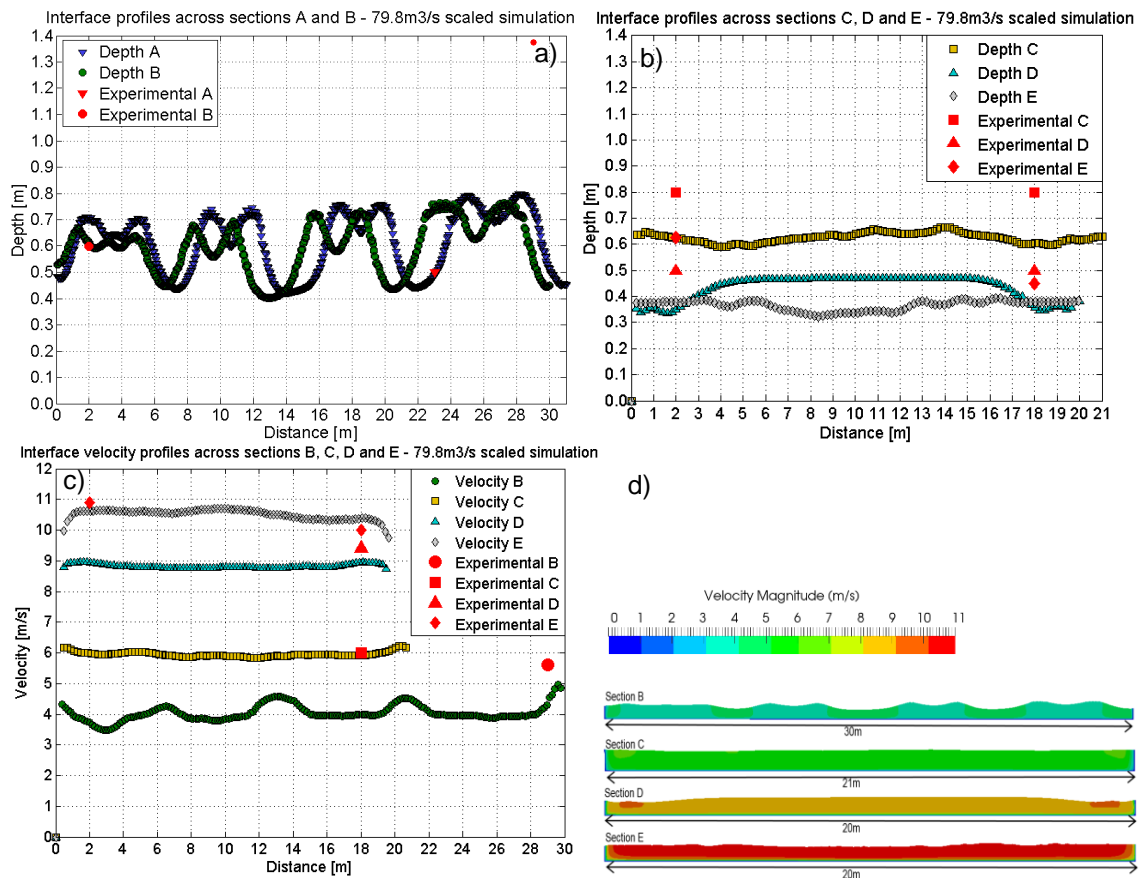 Interface profiles across sections A and B - 79.8m3/s scaled simulation
a)
Depth A
Depth B
Experimental A
Experimental B
1.4
1.3
1.2
1.1
1.0
0.9
0.8
0.7
0.6
0.5
0.4
0.3
0.2
0.1
0.0
Depth [m]
0 2 4 6 8 10 12 14 16 18 20 22 24 26 28 30
Distance [m]
Interface profiles across sections C, D and E - 79.8m3/s scaled simulation
b)
Depth C
Depth D
Depth E
Experimental C
Experimental D
Experimental E
1.4
1.3
1.2
1.1
1.0
0.9
0.8
0.7
0.6
0.5
0.4
0.3
0.2
0.1
0.0
Depth [m]
0 1 2 3 4 5 6 7 8 9 10 11 12 13 14 15 16 17 18 19 20 21
Distance [m]
Interface velocity profiles across sections B, C, D and E - 79.8m3/s scaled simulation
c)
Velocity B
Velocity C
Velocity D
Velocity E
Experimental B
Experimental C
Experimental D
Experimental E
12
11
10
9
8
7
6
5
4
3
2
1
0
Velocity [m/s]
0 2 4 6 8 10 12 14 16 18 20 22 24 26 28 30
Distance [m]
d)
Velocity Magnitude (m/s)
0 1 2 3 4 5 6 7 8 9 10 11
Section B
30m
Section C
21m
Section D
20m
Section E
20m